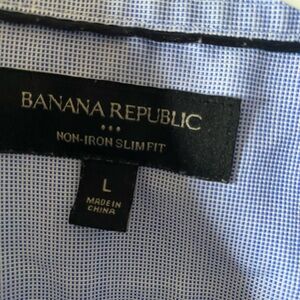 BANANA REPUBLIC
NON-IRON SLIM FIT
L
MADE IN
CHINA